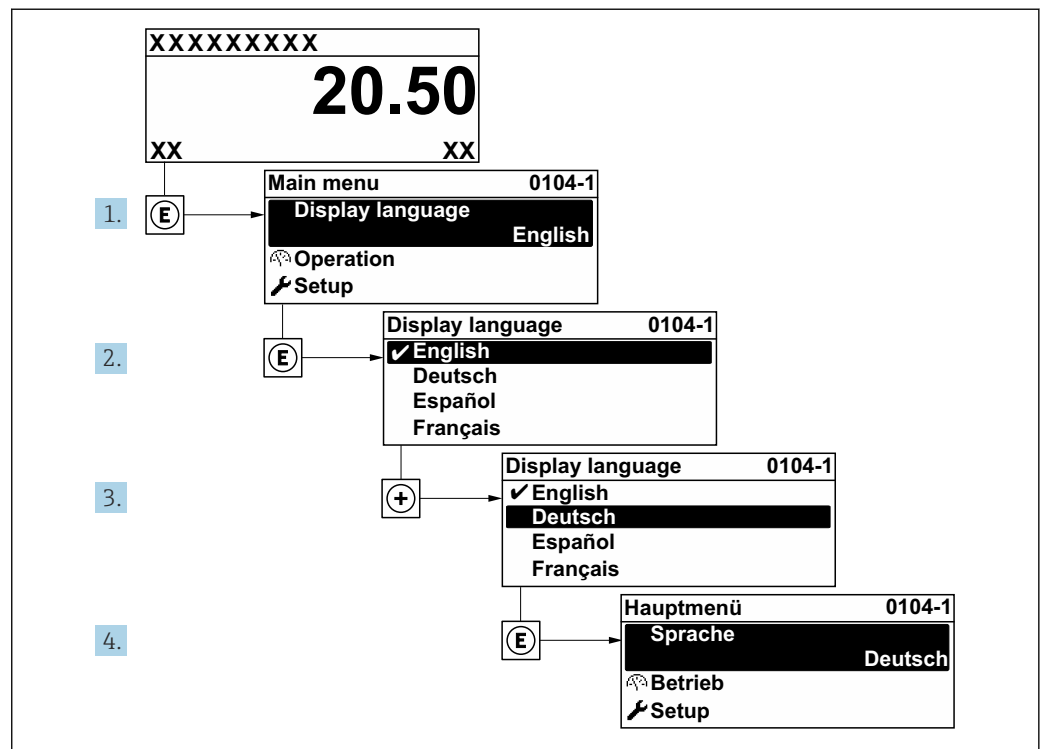 XXXXXXXXX
20.50
XX XX
1. E
Main menu 0104-1
Display language
English
Operation
Setup
2. E
Display language 0104-1
✔English
Deutsch
Español
Français
3. +
Display language 0104-1
✔English
Deutsch
Español
Français
4. E
Hauptmenü 0104-1
Sprache
Deutsch
Betrieb
Setup